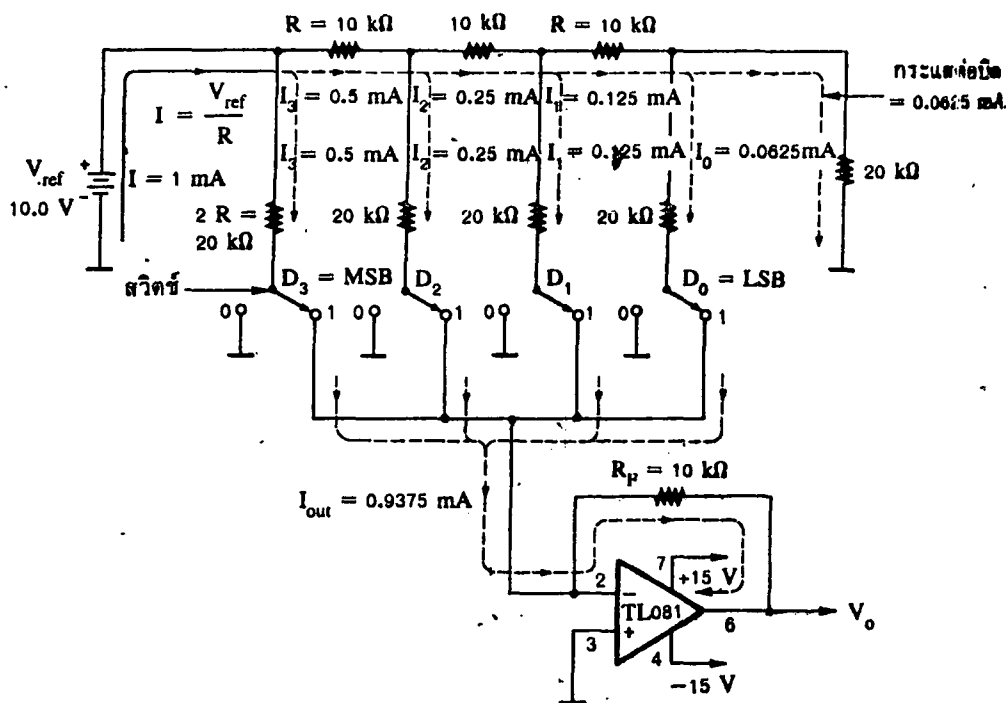 R = 10 kΩ
10 kΩ
R = 10 kΩ
กระแสต่อบิต
= 0.0625 mA
I = V_ref / R
I₃ = 0.5 mA
I₂ = 0.25 mA
I₁ = 0.125 mA
I₃ = 0.5 mA
I₂ = 0.25 mA
I₁ = 0.125 mA
I₀ = 0.0625mA
V_ref
+
10.0 V
-
I = 1 mA
2 R =
20 kΩ
20 kΩ
20 kΩ
20 kΩ
20 kΩ
สวิตช์
D₃ = MSB
D₂
D₁
D₀ = LSB
0
1
0
1
0
1
0
1
I_out = 0.9375 mA
R_F = 10 kΩ
2
−
7
+15 V
TL081
3
+
4
6
V_o
−15 V